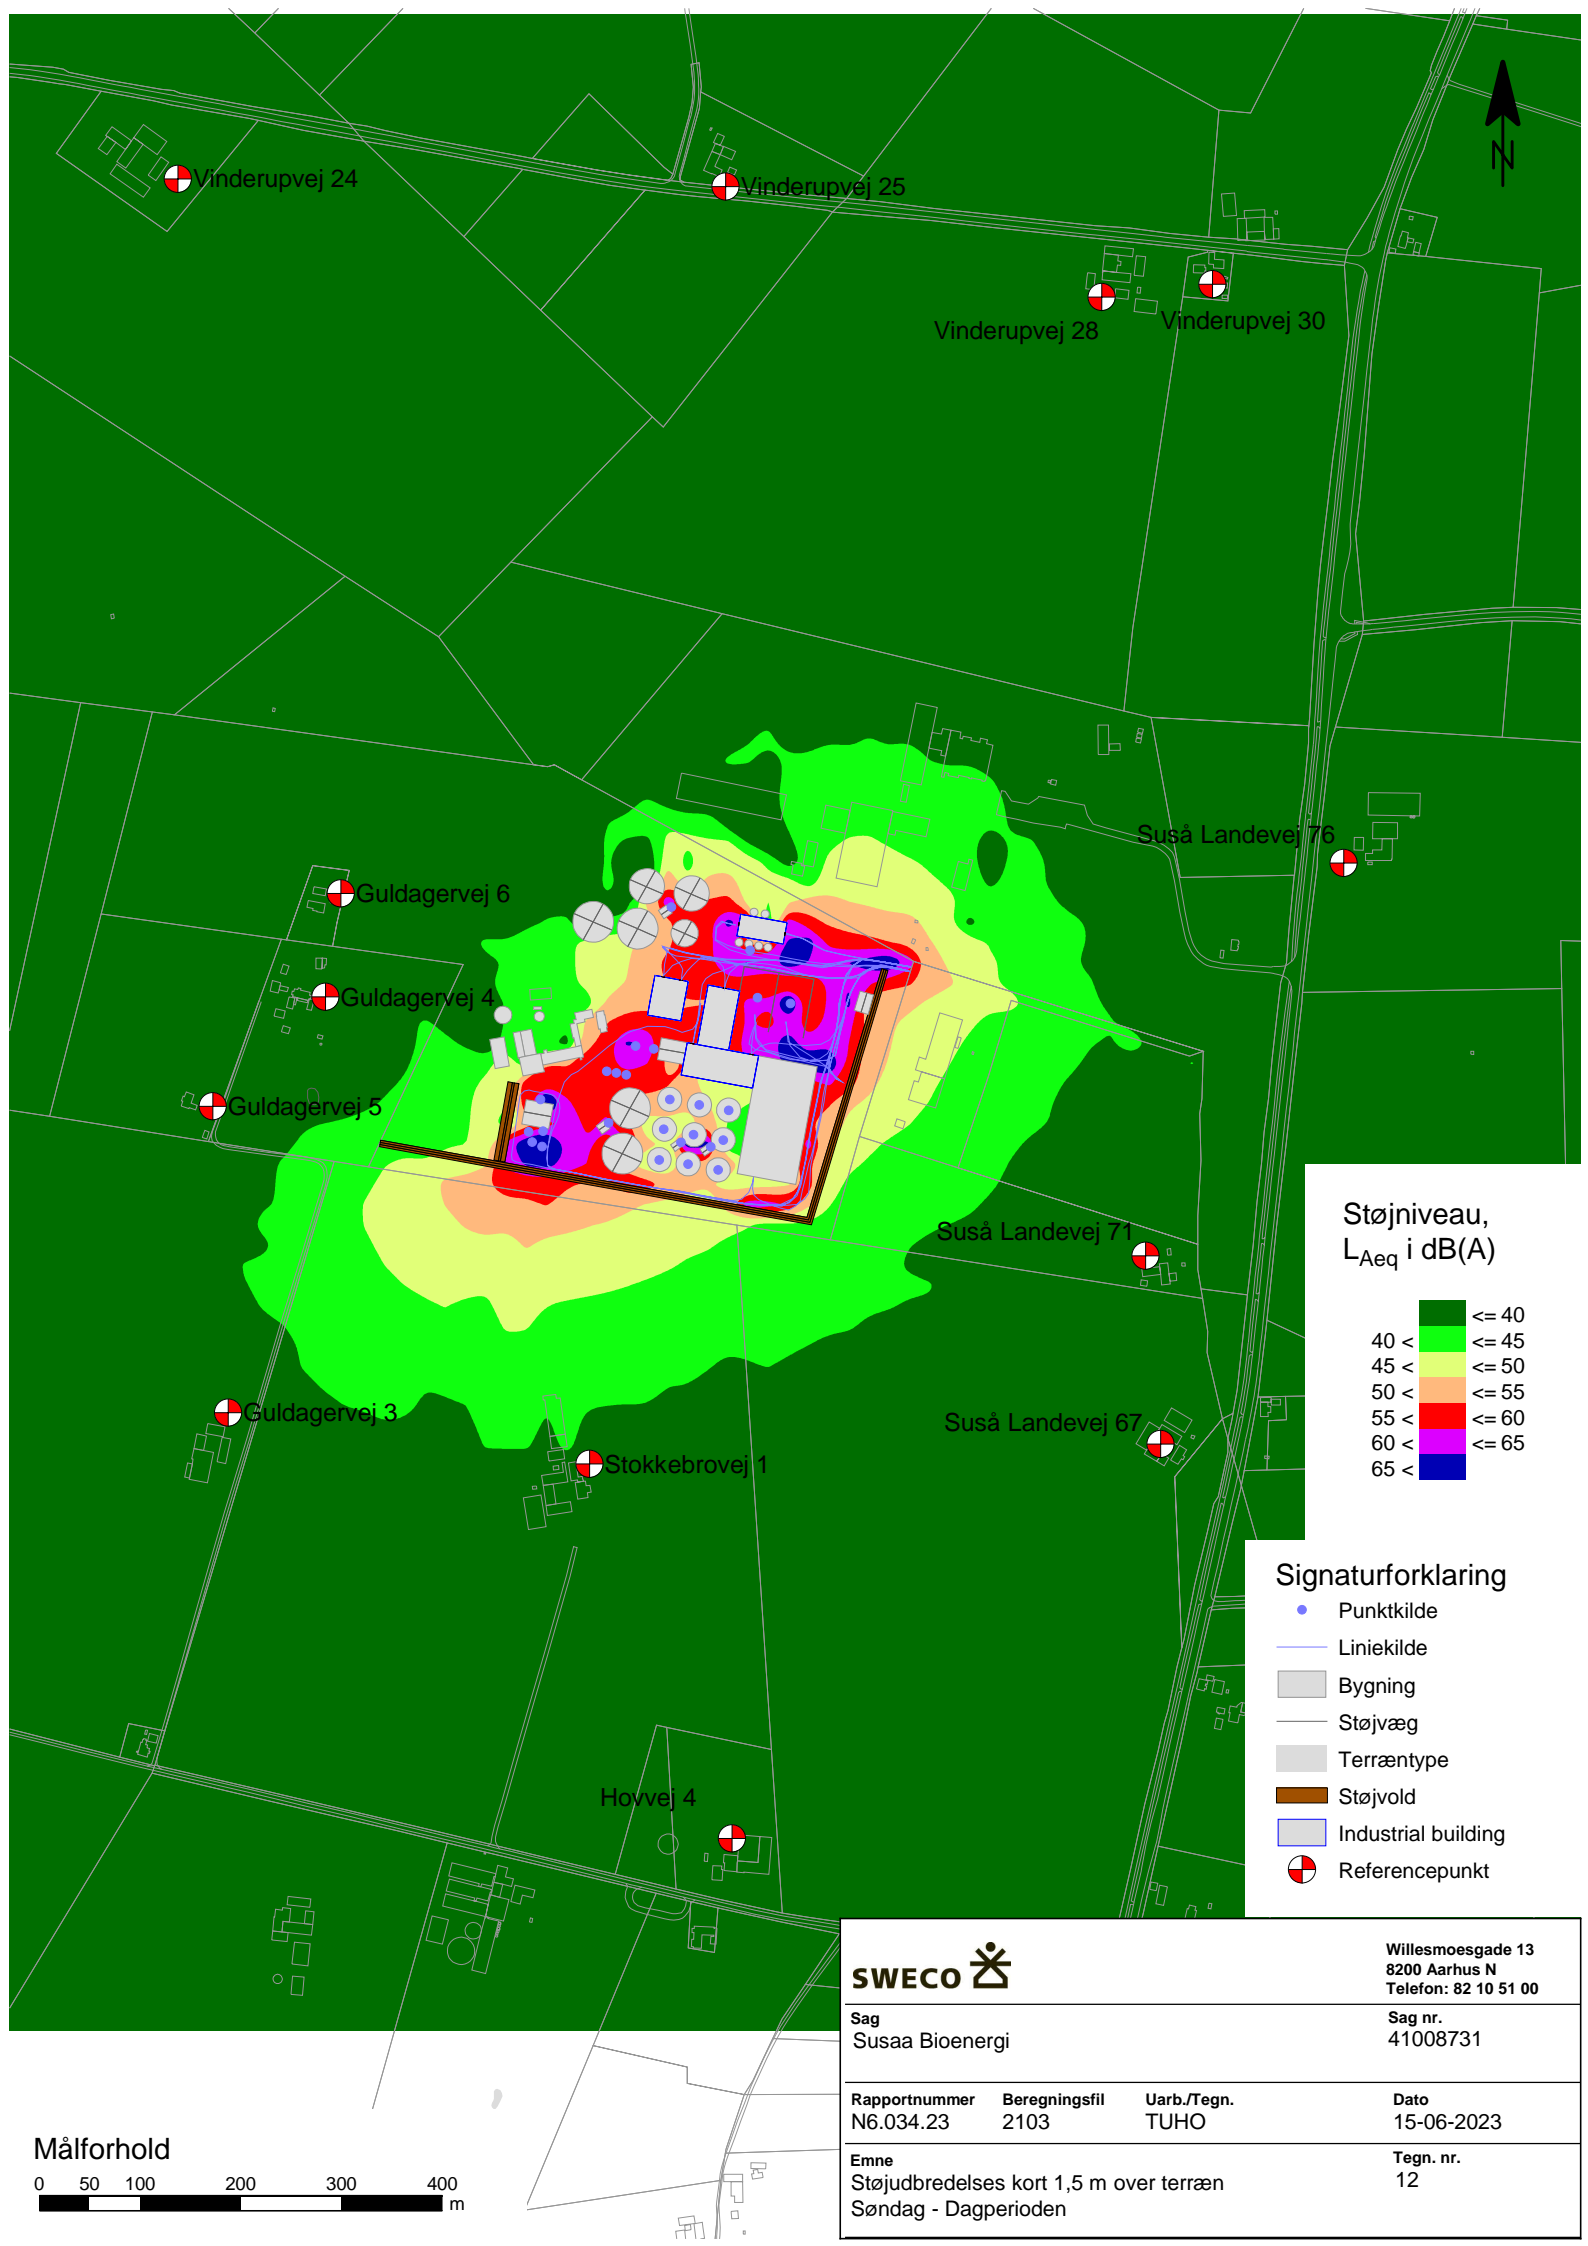 N
Vinderupvej 24
Vinderupvej 25
Vinderupvej 28
Vinderupvej 30
Suså Landevej 76
Guldagervej 6
Guldagervej 4
Guldagervej 5
Suså Landevej 71
Guldagervej 3
Suså Landevej 67
Stokkebrovej 1
Hovvej 4
Støjniveau,
LAeq i dB(A)
<= 40
40 < <= 45
45 < <= 50
50 < <= 55
55 < <= 60
60 < <= 65
65 <
Signaturforklaring
Punktkilde
Liniekilde
Bygning
Støjvæg
Terræntype
Støjvold
Industrial building
Referencepunkt
SWECO
Willesmoesgade 13
8200 Aarhus N
Telefon: 82 10 51 00
Sag
Susaa Bioenergi
Sag nr.
41008731
Rapportnummer Beregningsfil Uarb./Tegn. Dato
N6.034.23 2103 TUHO 15-06-2023
Emne
Støjudbredelses kort 1,5 m over terræn
Søndag - Dagperioden
Tegn. nr.
12
Målforhold
0 50 100 200 300 400
m